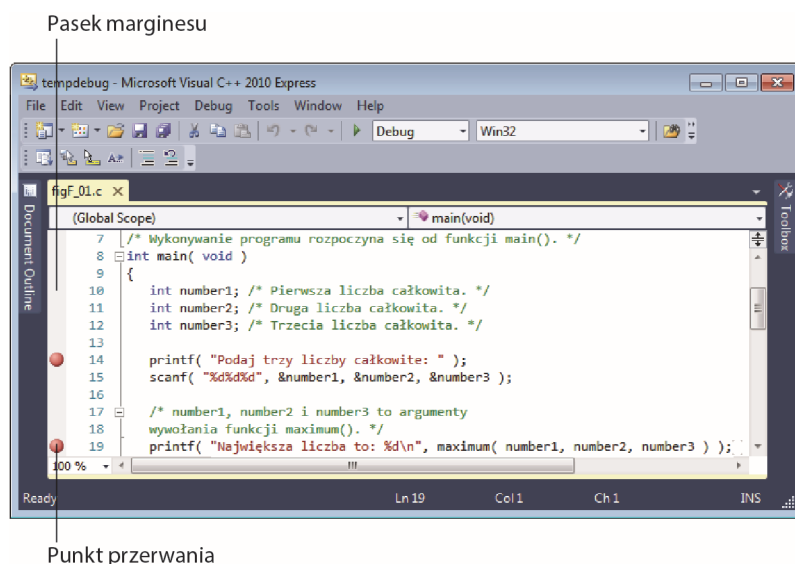 Pasek marginesu
tempdebug - Microsoft Visual C++ 2010 Express
File Edit View Project Debug Tools Window Help
Debug Win32
figF_01.c
(Global Scope) main(void)
Document Outline
Toolbox
7 /* Wykonywanie programu rozpoczyna się od funkcji main(). */
8 int main( void )
9 {
10 int number1; /* Pierwsza liczba całkowita. */
11 int number2; /* Druga liczba całkowita. */
12 int number3; /* Trzecia liczba całkowita. */
13
14 printf( "Podaj trzy liczby całkowite: " );
15 scanf( "%d%d%d", &number1, &number2, &number3 );
16
17 /* number1, number2 i number3 to argumenty
18 wywołania funkcji maximum(). */
19 printf( "Największa liczba to: %d\n", maximum( number1, number2, number3 ) );
100 %
Ready Ln 19 Col 1 Ch 1 INS
Punkt przerwania